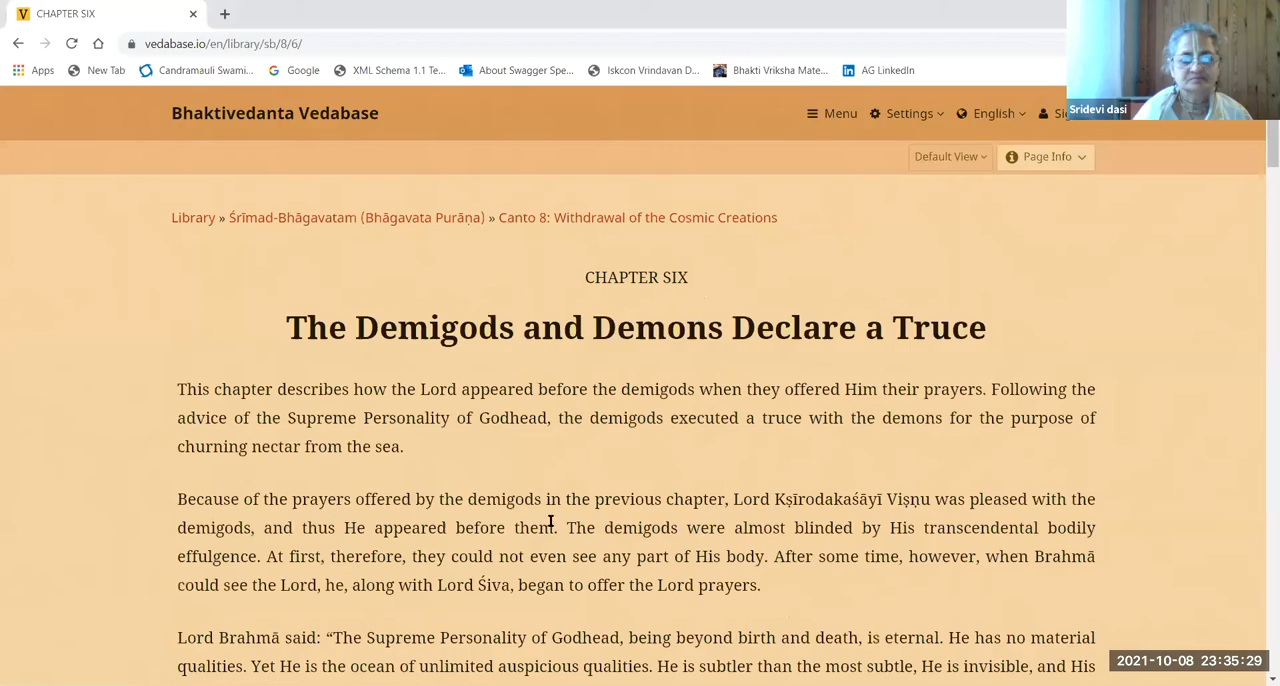 CHAPTER SIX
vedabase.io/en/library/sb/8/6/
Apps New Tab Candramauli Swami... Google XML Schema 1.1 Te... About Swagger Spe... Iskcon Vrindavan D... Bhakti Vriksha Mate... AG LinkedIn
Sridevi dasi
Bhaktivedanta Vedabase Menu Settings English
Default View Page Info
Library » Śrīmad-Bhāgavatam (Bhāgavata Purāṇa) » Canto 8: Withdrawal of the Cosmic Creations
CHAPTER SIX
The Demigods and Demons Declare a Truce
This chapter describes how the Lord appeared before the demigods when they offered Him their prayers. Following the
advice of the Supreme Personality of Godhead, the demigods executed a truce with the demons for the purpose of
churning nectar from the sea.
Because of the prayers offered by the demigods in the previous chapter, Lord Kṣīrodakaśāyī Viṣṇu was pleased with the
demigods, and thus He appeared before them. The demigods were almost blinded by His transcendental bodily
effulgence. At first, therefore, they could not even see any part of His body. After some time, however, when Brahmā
could see the Lord, he, along with Lord Śiva, began to offer the Lord prayers.
Lord Brahmā said: “The Supreme Personality of Godhead, being beyond birth and death, is eternal. He has no material
qualities. Yet He is the ocean of unlimited auspicious qualities. He is subtler than the most subtle, He is invisible, and His
2021-10-08 23:35:29